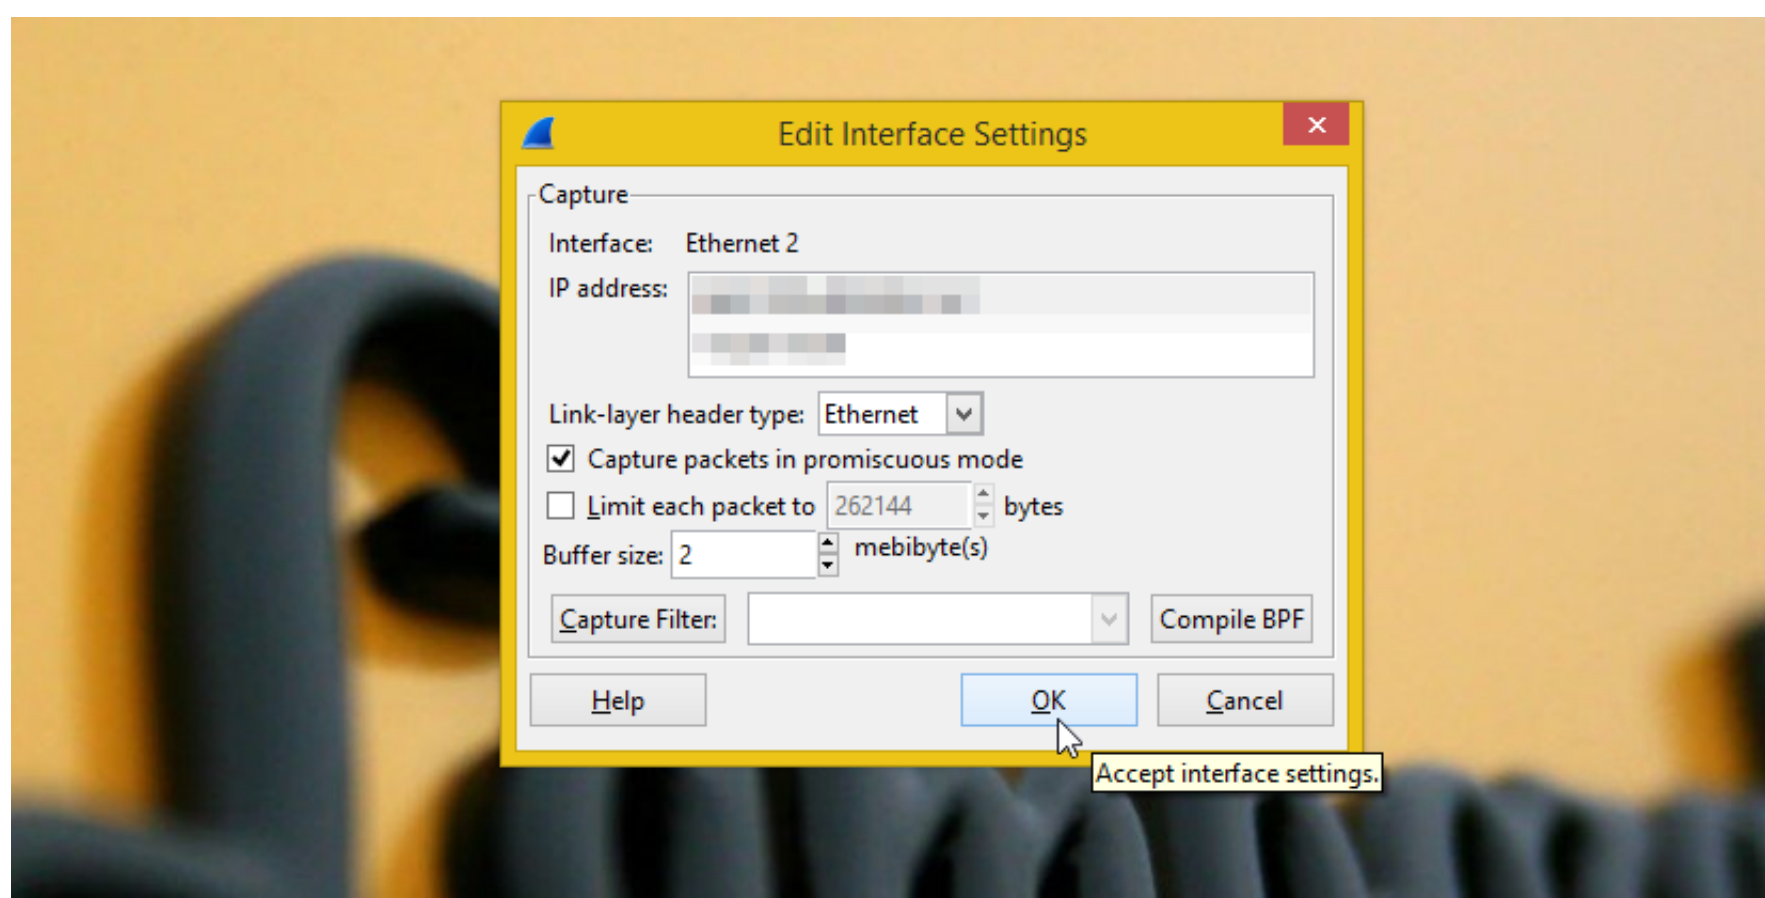 Edit Interface Settings
Capture
Interface: Ethernet 2
IP address:
Link-layer header type: Ethernet
Capture packets in promiscuous mode
Limit each packet to 262144 bytes
Buffer size: 2 mebibyte(s)
Capture Filter: Compile BPF
Help OK Cancel
Accept interface settings.